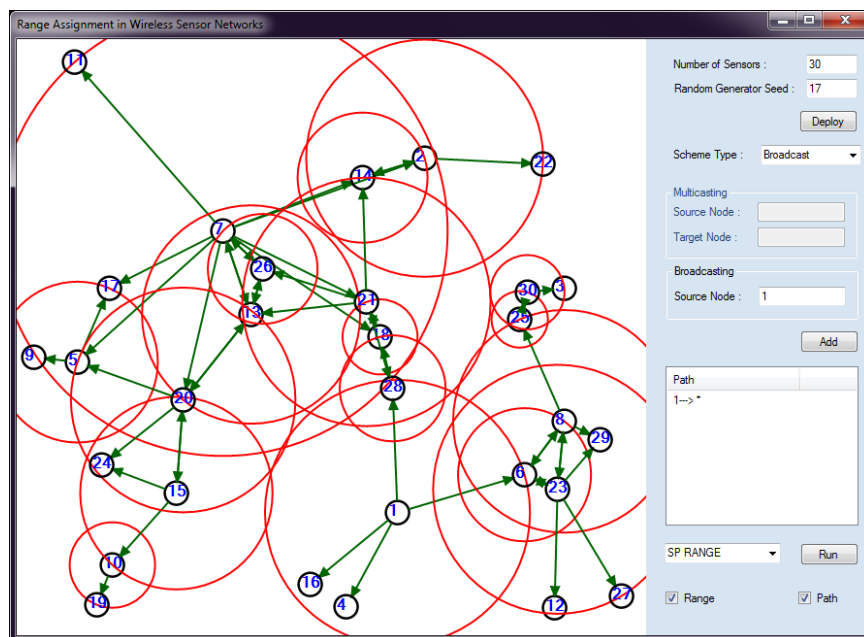 Range Assignment in Wireless Sensor Networks
11
2
14
22
7
26
17
21
30
3
13
25
18
9
5
28
20
8
29
24
6
23
15
1
10
16
4
19
12
27
Number of Sensors : 30
Random Generator Seed : 17
Deploy
Scheme Type : Broadcast
Multicasting
Source Node :
Target Node :
Broadcasting
Source Node : 1
Add
Path
1---> *
SP RANGE
Run
Range
Path